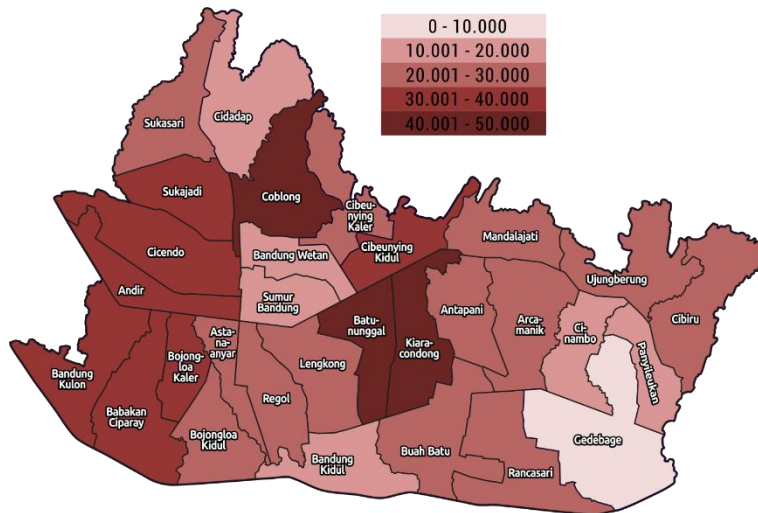 0 - 10.000
10.001 - 20.000
20.001 - 30.000
30.001 - 40.000
40.001 - 50.000
Cidadap
Sukasari
Sukajadi
Coblong
Cibeu-
nying
Kaler
Cibeunying
Kidul
Mandalajati
Cicendo
Bandung Wetan
Ujungberung
Andir
Sumur
Bandung
Batu-
nunggal
Kiara-
condong
Antapani
Arca-
manik
Ci-
nambo
Panyileukan
Cibiru
Asta-
na-
anyar
Bojong-
loa
Kaler
Lengkong
Bandung
Kulon
Babakan
Ciparay
Regol
Bojongloa
Kidul
Bandung
Kidul
Buah Batu
Gedebage
Rancasari